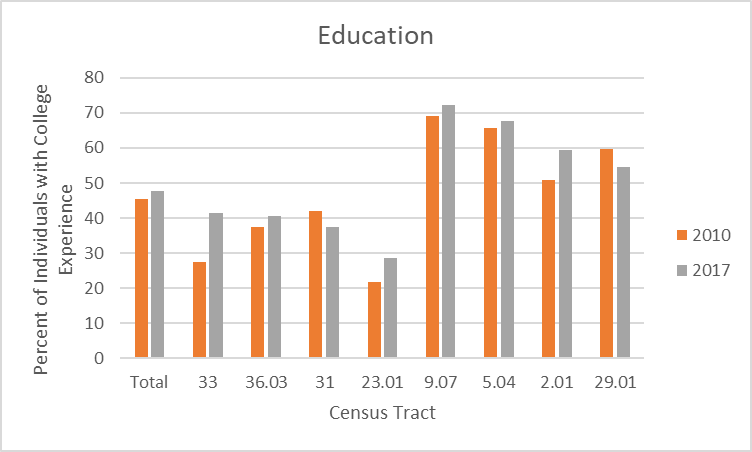 Education
Percent of Individuals with College
Experience
80
70
60
50
40
30
20
10
0
Total 33 36.03 31 23.01 9.07 5.04 2.01 29.01
Census Tract
2010
2017